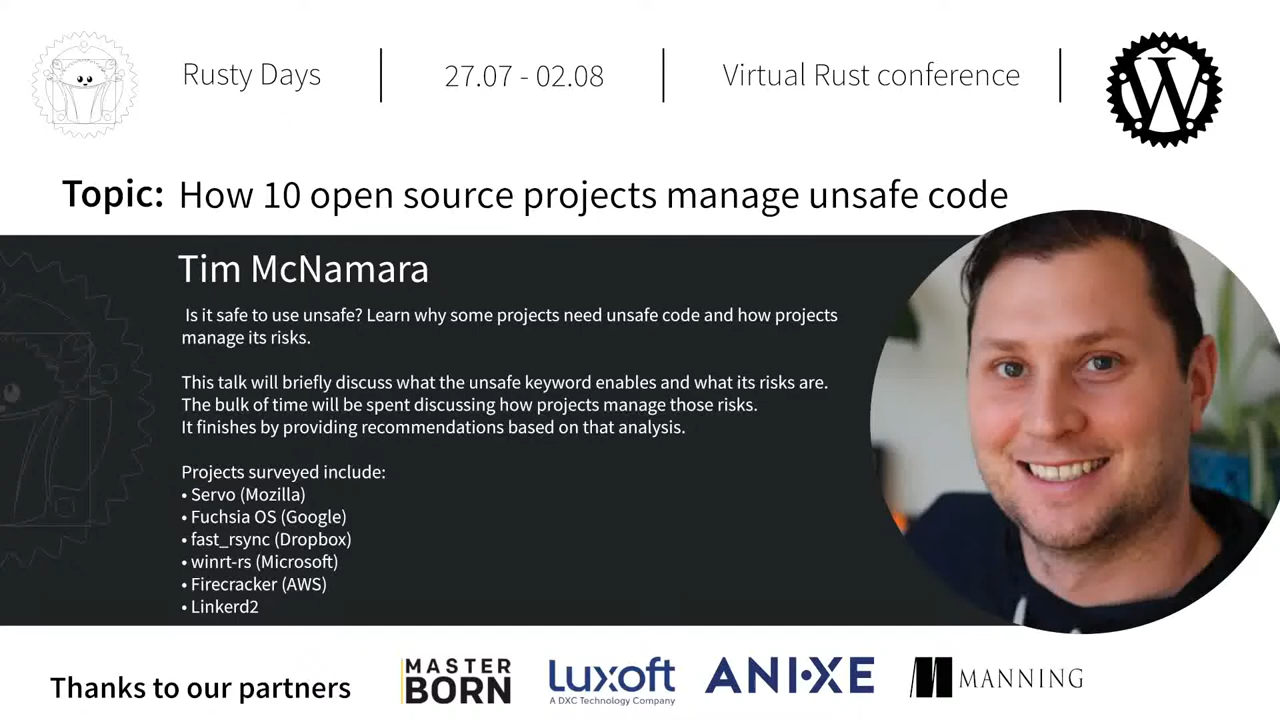 Rusty Days
27.07 - 02.08
Virtual Rust conference
W
Topic: How 10 open source projects manage unsafe code
Tim McNamara
Is it safe to use unsafe? Learn why some projects need unsafe code and how projects
manage its risks.
This talk will briefly discuss what the unsafe keyword enables and what its risks are.
The bulk of time will be spent discussing how projects manage those risks.
It finishes by providing recommendations based on that analysis.
Projects surveyed include:
• Servo (Mozilla)
• Fuchsia OS (Google)
• fast_rsync (Dropbox)
• winrt-rs (Microsoft)
• Firecracker (AWS)
• Linkerd2
Thanks to our partners
MASTER
BORN
Luxoft
A DXC Technology Company
ANIXE
MANNING